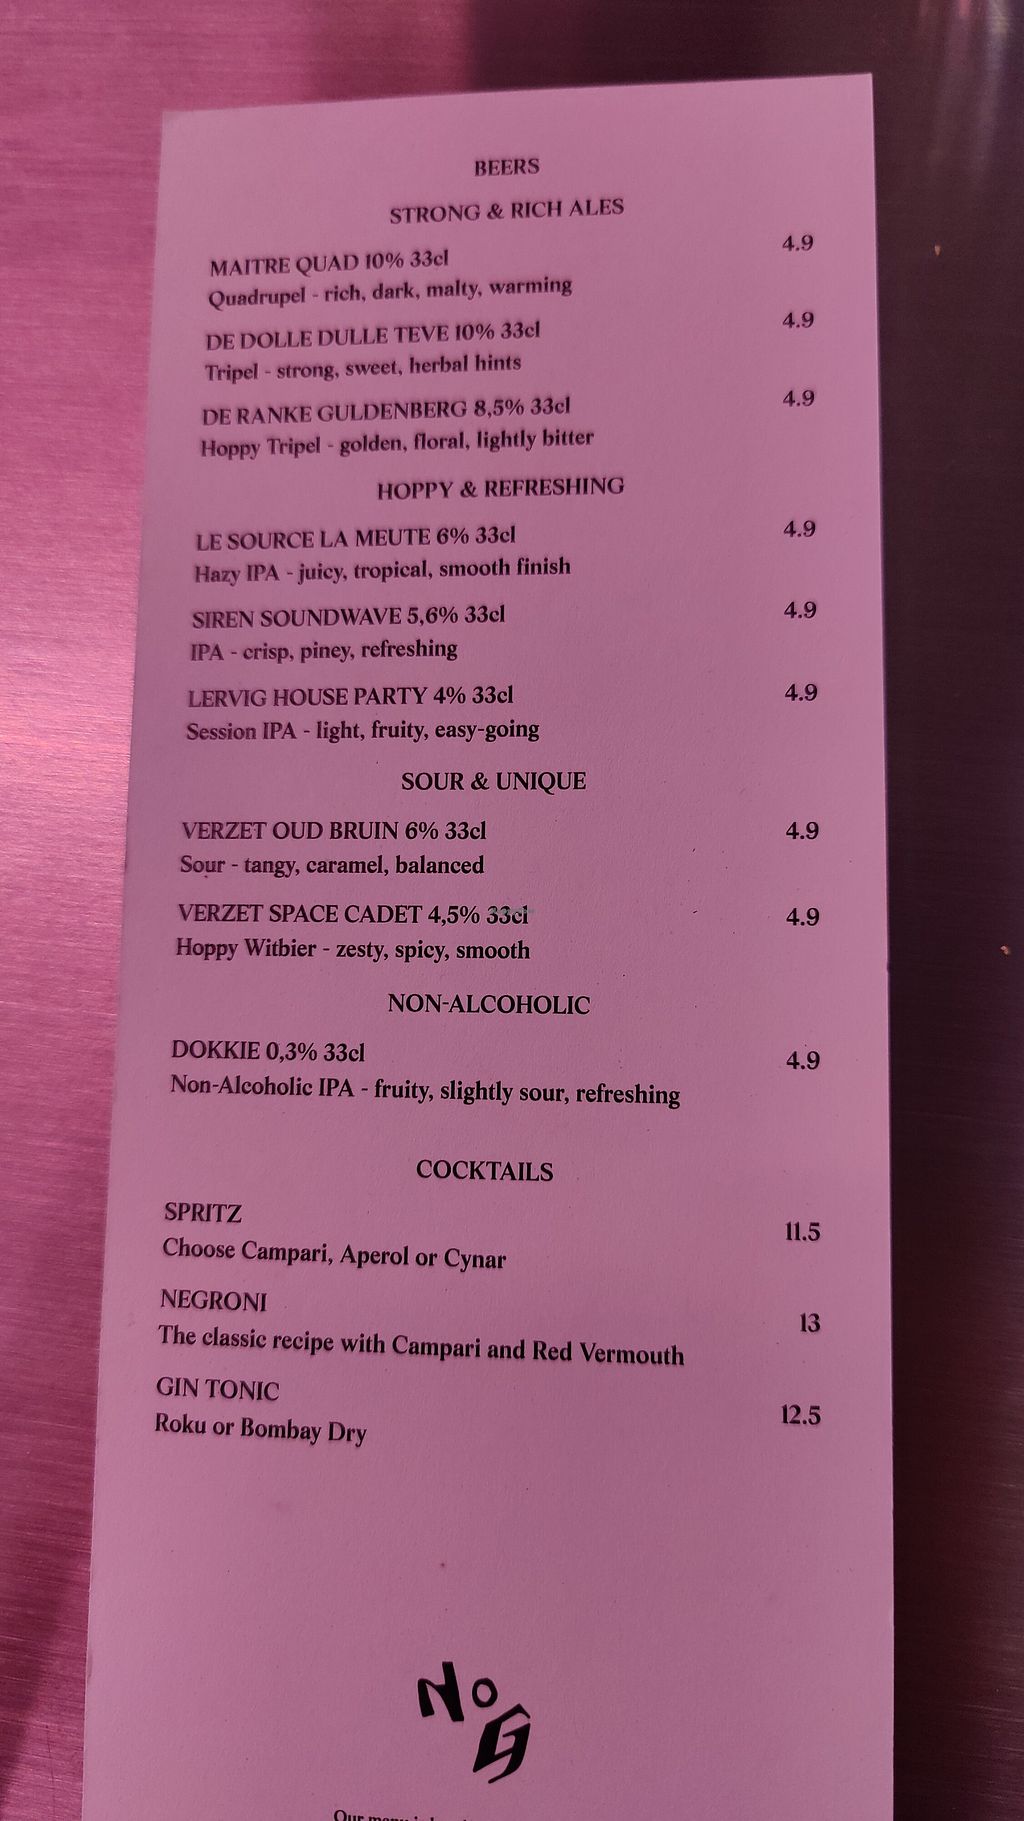 BEERS
STRONG & RICH ALES
MAITRE QUAD 10% 33cl 4.9
Quadrupel - rich, dark, malty, warming
DE DOLLE DULLE TEVE 10% 33cl 4.9
Tripel - strong, sweet, herbal hints
DE RANKE GULDENBERG 8,5% 33cl 4.9
Hoppy Tripel - golden, floral, lightly bitter
HOPPY & REFRESHING
LE SOURCE LA MEUTE 6% 33cl 4.9
Hazy IPA - juicy, tropical, smooth finish
SIREN SOUNDWAVE 5,6% 33cl 4.9
IPA - crisp, piney, refreshing
LERVIG HOUSE PARTY 4% 33cl 4.9
Session IPA - light, fruity, easy-going
SOUR & UNIQUE
VERZET OUD BRUIN 6% 33cl 4.9
Sour - tangy, caramel, balanced
VERZET SPACE CADET 4,5% 33cl 4.9
Hoppy Witbier - zesty, spicy, smooth
NON-ALCOHOLIC
DOKKIE 0,3% 33cl 4.9
Non-Alcoholic IPA - fruity, slightly sour, refreshing
COCKTAILS
SPRITZ 11.5
Choose Campari, Aperol or Cynar
NEGRONI 13
The classic recipe with Campari and Red Vermouth
GIN TONIC 12.5
Roku or Bombay Dry
No
G
Our menu